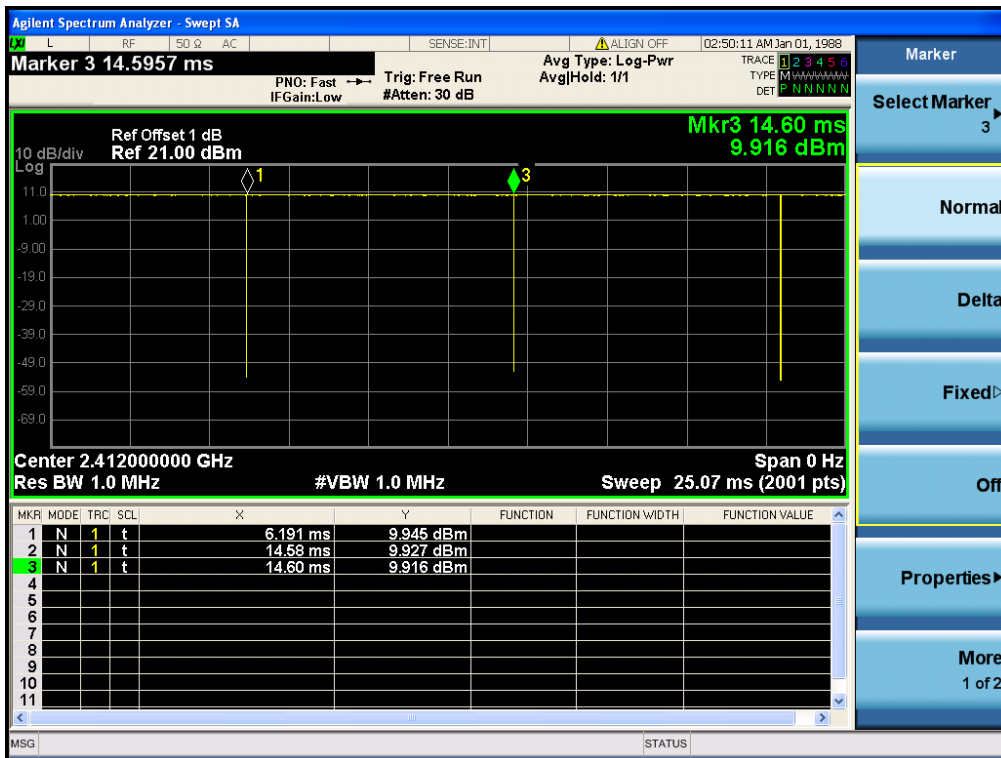 Agilent Spectrum Analyzer - Swept SA
LXI L RF 50 Ω AC SENSE:INT ALIGN OFF 02:50:11 AM Jan 01, 1988
Marker 3 14.5957 ms
PNO: Fast
IFGain:Low
Trig: Free Run
#Atten: 30 dB
Avg Type: Log-Pwr
Avg|Hold: 1/1
TRACE 1 2 3 4 5 6
TYPE M
DET P N N N N N
Ref Offset 1 dB
Ref 21.00 dBm
10 dB/div
Log
Mkr3 14.60 ms
9.916 dBm
1
3
11.0
1.00
-9.00
-19.0
-29.0
-39.0
-49.0
-59.0
-69.0
Center 2.412000000 GHz Span 0 Hz
Res BW 1.0 MHz #VBW 1.0 MHz Sweep 25.07 ms (2001 pts)
MKR MODE TRC SCL X Y FUNCTION FUNCTION WIDTH FUNCTION VALUE
1 N 1 t 6.191 ms 9.945 dBm
2 N 1 t 14.58 ms 9.927 dBm
3 N 1 t 14.60 ms 9.916 dBm
4
5
6
7
8
9
10
11
MSG STATUS
Marker
Select Marker
3
Normal
Delta
Fixed
Off
Properties
More
1 of 2